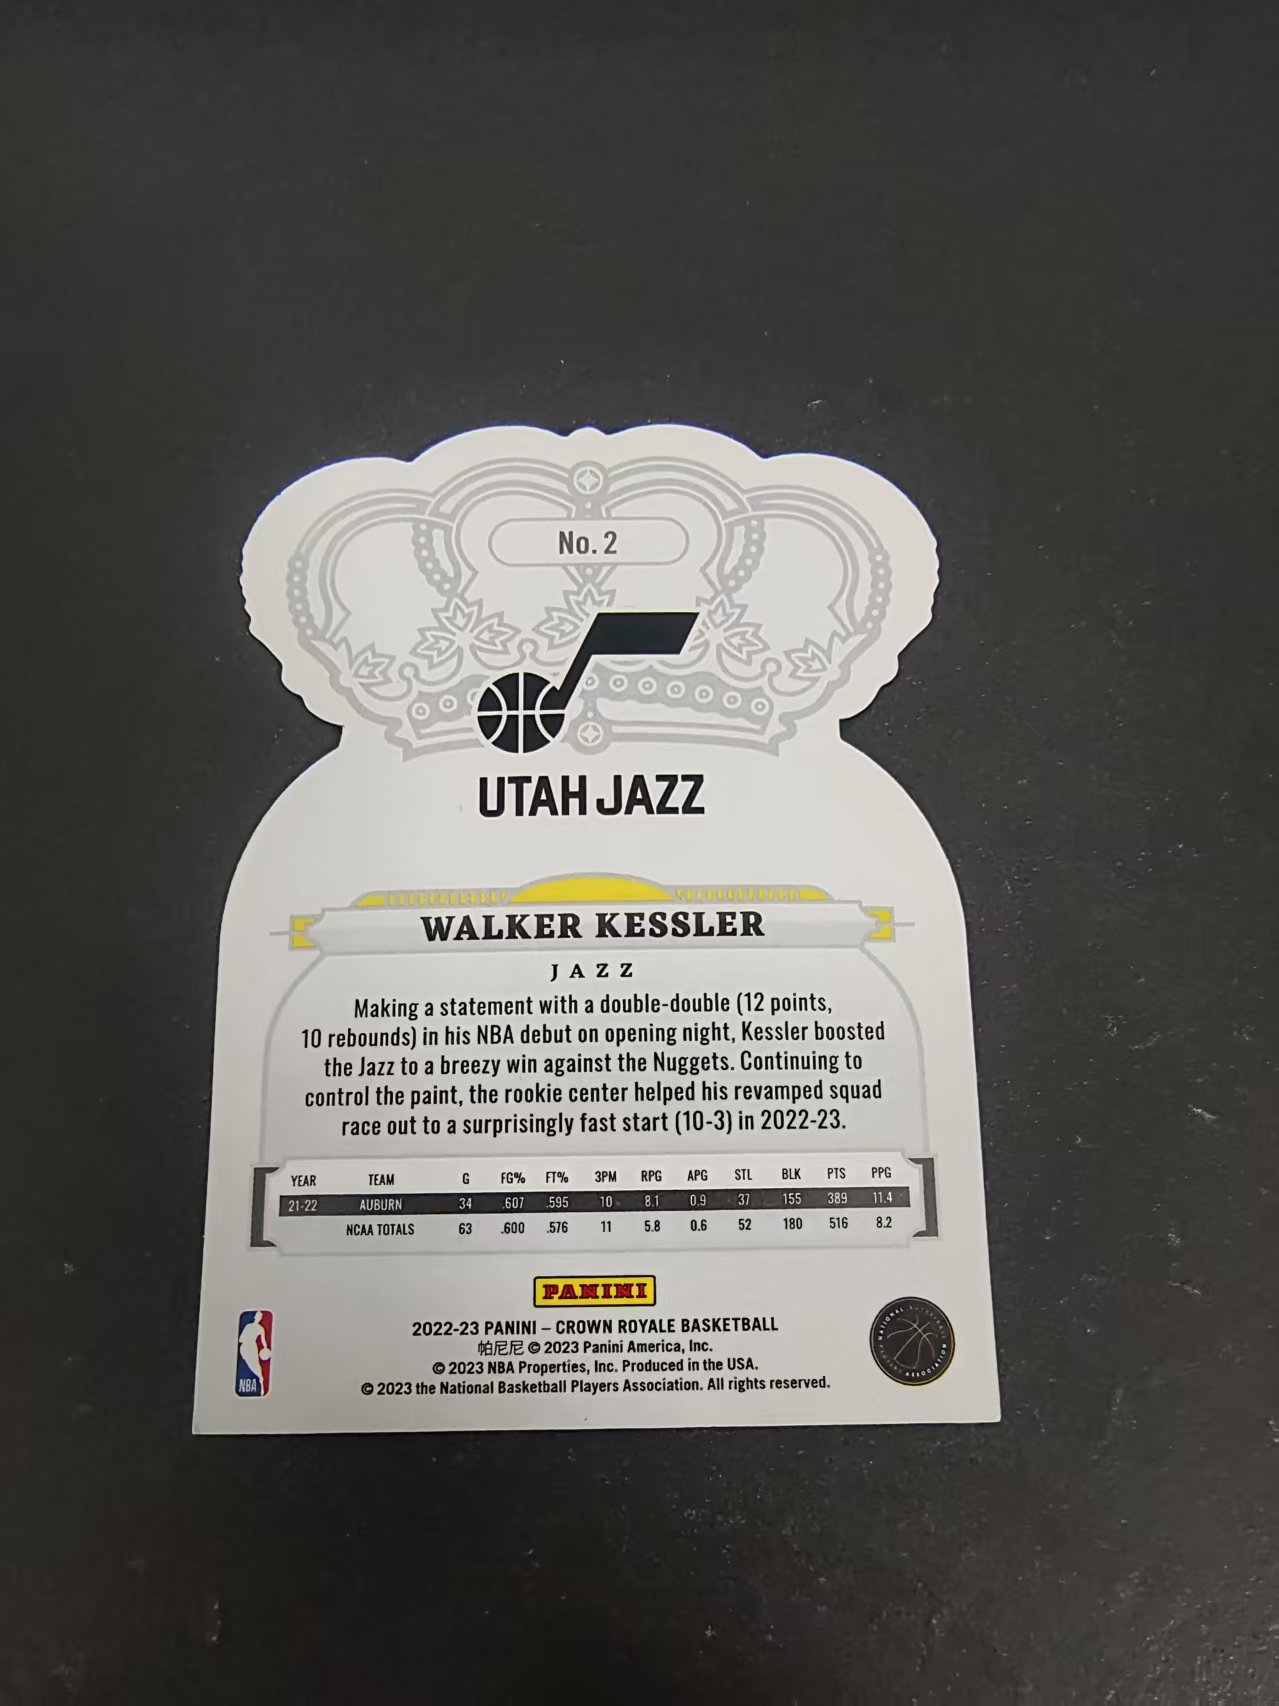 No. 2
UTAH JAZZ
WALKER KESSLER
JAZZ
Making a statement with a double-double (12 points,
10 rebounds) in his NBA debut on opening night, Kessler boosted
the Jazz to a breezy win against the Nuggets. Continuing to
control the paint, the rookie center helped his revamped squad
race out to a surprisingly fast start (10-3) in 2022-23.
YEAR TEAM G FG% FT% 3PM RPG APG STL BLK PTS PPG
21-22 AUBURN 34 .607 .595 10 8.1 0.9 37 155 389 11.4
NCAA TOTALS 63 .600 .576 11 5.8 0.6 52 180 516 8.2
PANINI
2022-23 PANINI – CROWN ROYALE BASKETBALL
帕尼尼 © 2023 Panini America, Inc.
© 2023 NBA Properties, Inc. Produced in the USA.
© 2023 the National Basketball Players Association. All rights reserved.
NBA
NATIONAL BASKETBALL PLAYERS ASSOCIATION